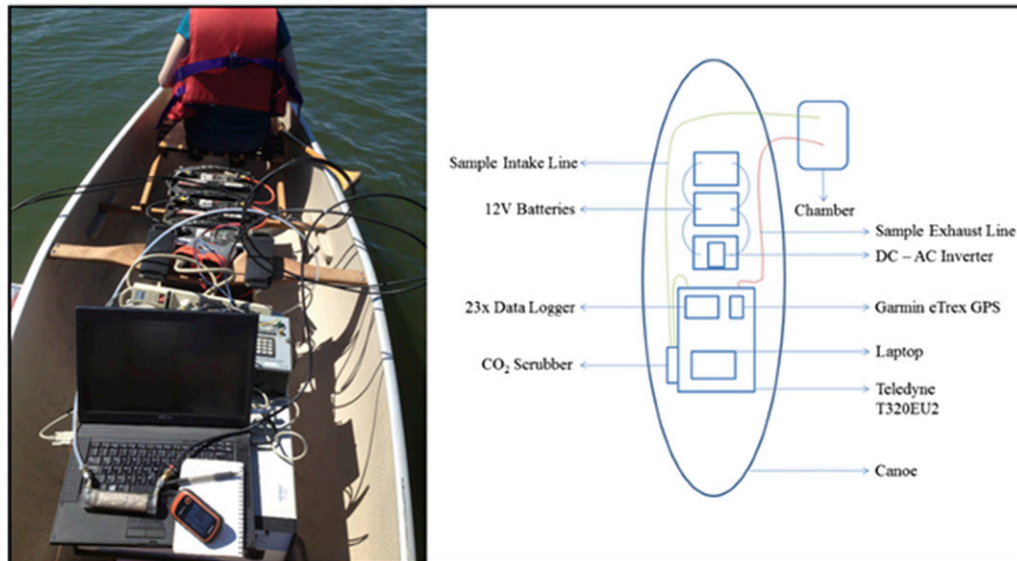 Sample Intake Line
12V Batteries
Chamber
Sample Exhaust Line
DC – AC Inverter
23x Data Logger
Garmin eTrex GPS
Laptop
CO₂ Scrubber
Teledyne
T320EU2
Canoe